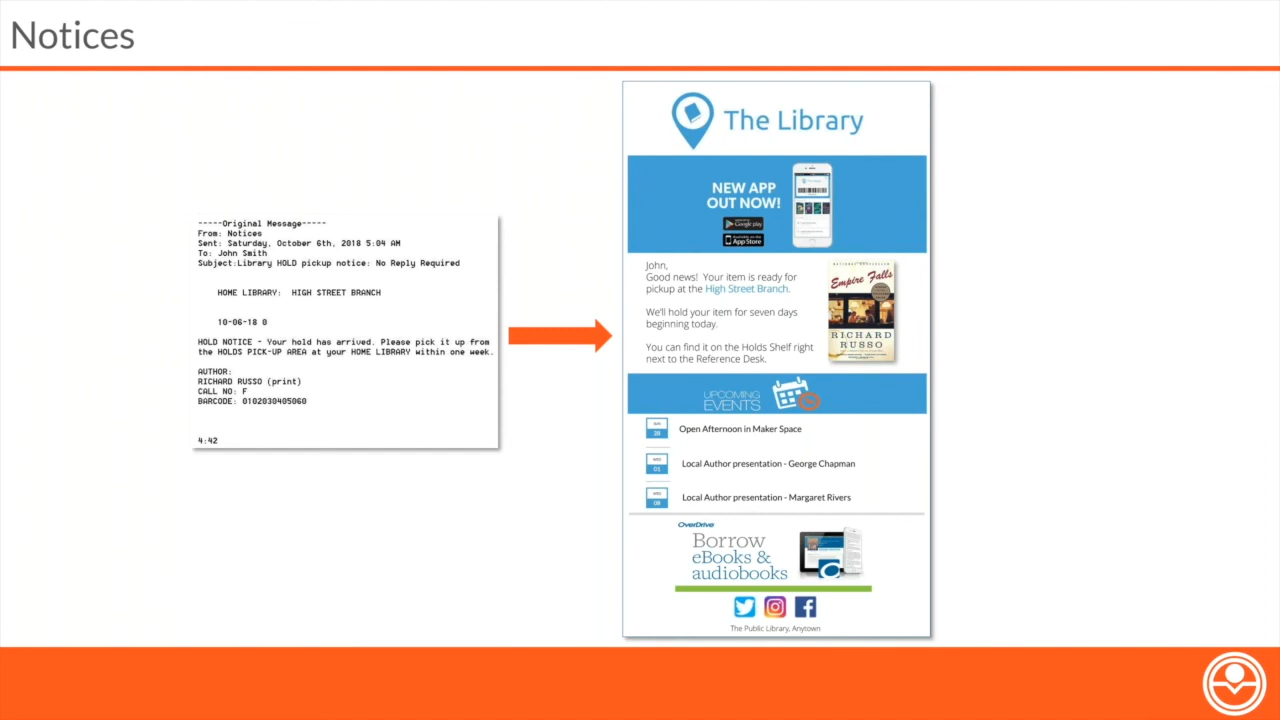 Notices
-----Original Message-----
From: Notices
Sent: Saturday, October 6th, 2018 5:04 AM
To: John Smith
Subject:Library HOLD pickup notice: No Reply Required
HOME LIBRARY:  HIGH STREET BRANCH
10-06-18 0
HOLD NOTICE - Your hold has arrived. Please pick it up from
the HOLDS PICK-UP AREA at your HOME LIBRARY within one week.
AUTHOR:
RICHARD RUSSO (print)
CALL NO: F
BARCODE: 0102030405060
4:42
The Library
NEW APP
OUT NOW!
Google play
App Store
John,
Good news!  Your item is ready for
pickup at the High Street Branch.
We'll hold your item for seven days
beginning today.
You can find it on the Holds Shelf right
next to the Reference Desk.
NATIONAL BESTSELLER
Empire Falls
RICHARD
RUSSO
UPCOMING
EVENTS
28 Open Afternoon in Maker Space
WED
01 Local Author presentation - George Chapman
WED
08 Local Author presentation - Margaret Rivers
OverDrive
Borrow
eBooks &
audiobooks
The Public Library, Anytown